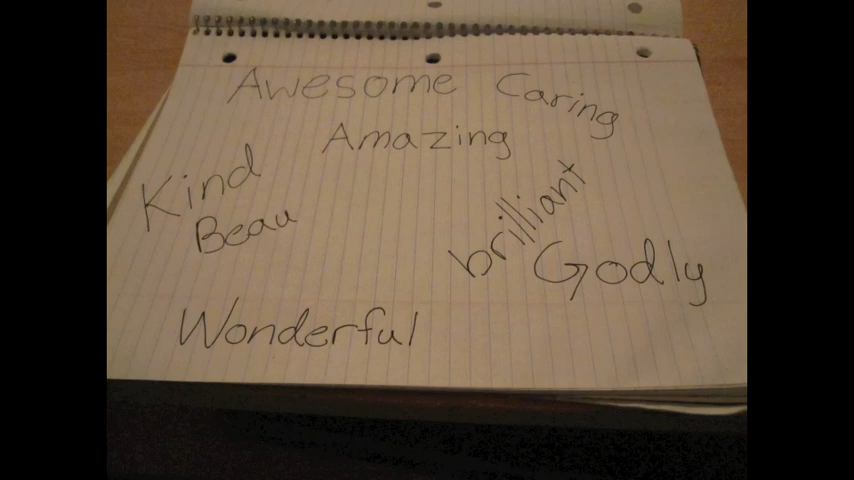 Awesome Caring
Amazing
Kind
brilliant
Beau
Godly
Wonderful